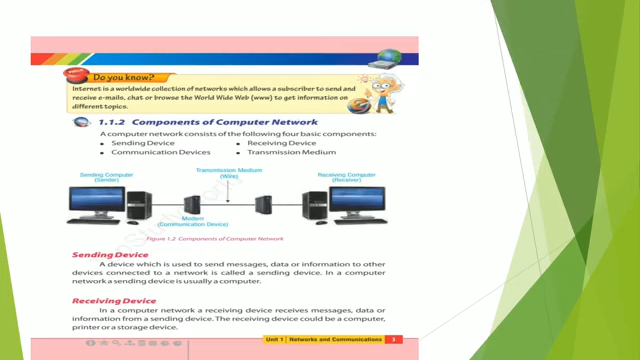 Do you know?
Internet is a worldwide collection of networks which allows a subscriber to send and
receive e-mails, chat or browse the World Wide Web (www) to get information on
different topics.
1.1.2 Components of Computer Network
A computer network consists of the following four basic components:
• Sending Device • Receiving Device
• Communication Devices • Transmission Medium
Sending Computer
(Sender)
Transmission Medium
(Wire)
Receiving Computer
(Receiver)
Modem
(Communication Device)
Figure 1.2 Components of Computer Network
Sending Device
A device which is used to send messages, data or information to other
devices connected to a network is called a sending device. In a computer
network a sending device is usually a computer.
Receiving Device
In a computer network a receiving device receives messages, data or
information from a sending device. The receiving device could be a computer,
printer or a storage device.
Unit 1 Networks and Communications 3